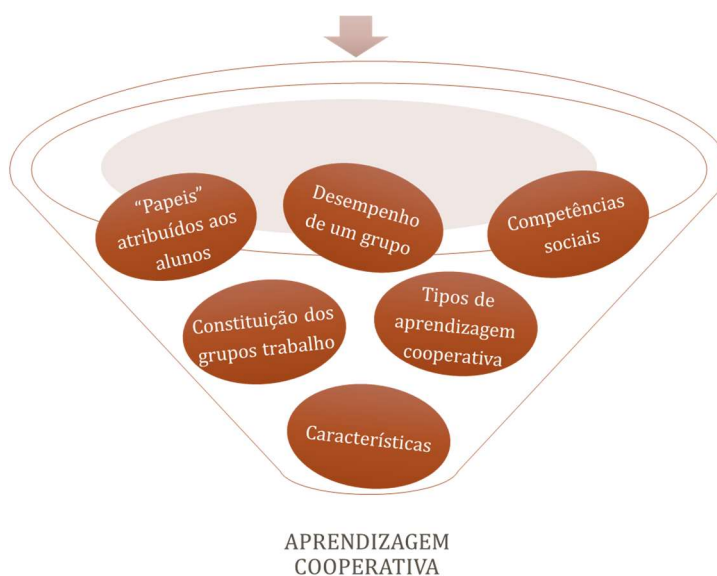 “Papeis”
atribuídos aos
alunos
Desempenho
de um grupo
Competências
sociais
Constituição dos
grupos trabalho
Tipos de
aprendizagem
cooperativa
Características
APRENDIZAGEM
COOPERATIVA